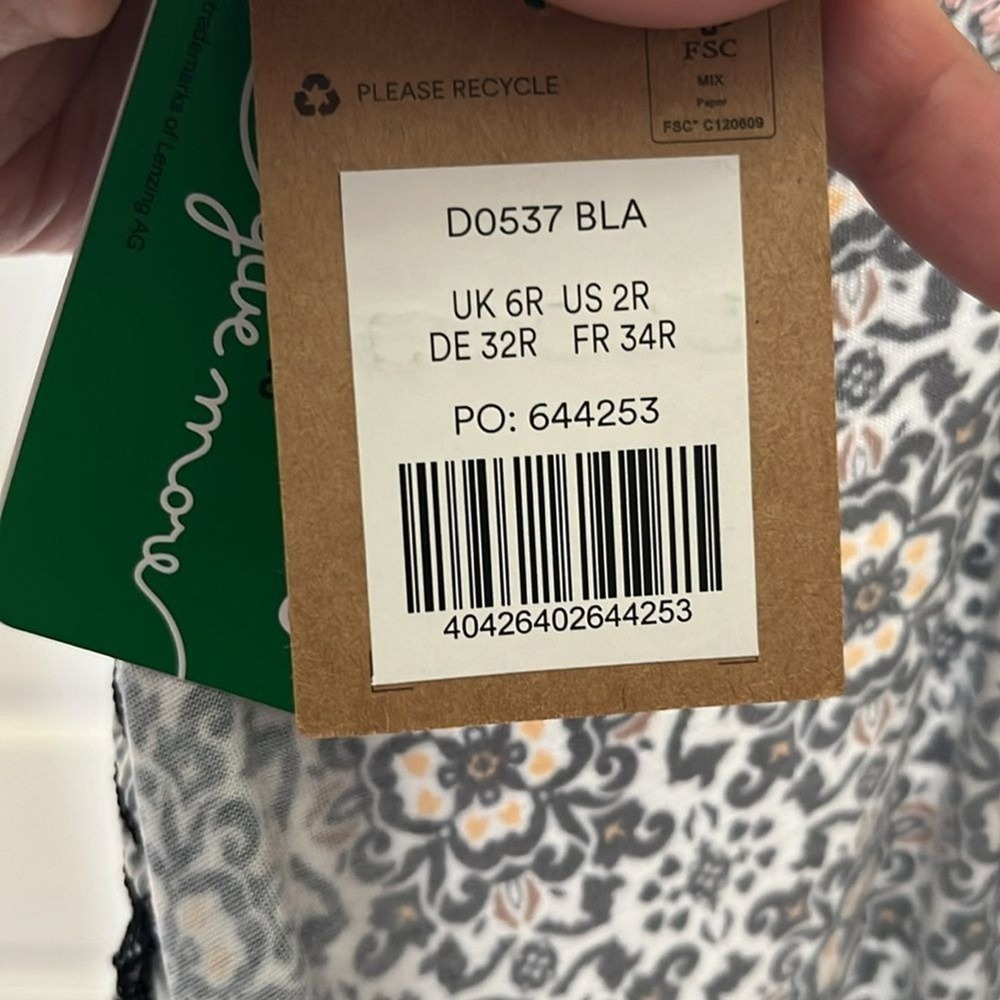 trademarks of Lenzing AG
give more
PLEASE RECYCLE
FSC
MIX
Paper
FSC® C120609
D0537 BLA
UK 6R US 2R
DE 32R FR 34R
PO: 644253
40426402644253